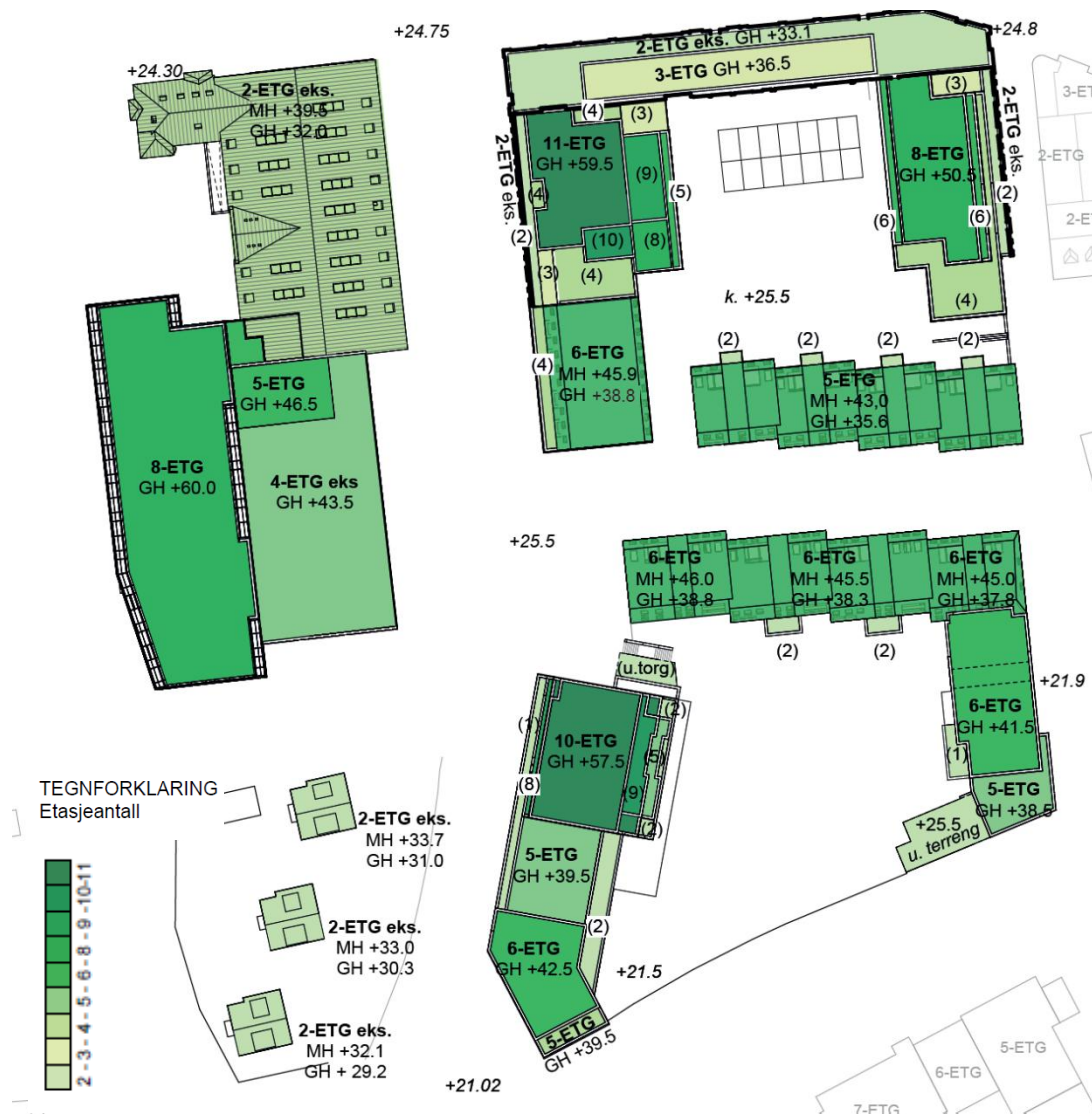 +24.75
+24.30
2-ETG eks.
MH +39.5
GH +32.0
2-ETG eks. GH +33.1
+24.8
3-ETG GH +36.5
(4)
(3)
(3)
11-ETG
GH +59.5
8-ETG
GH +50.5
2-ETG eks.
2-ETG eks.
(9)
(5)
(4)
(2)
(10)
(8)
(6)
(6)
(2)
(3)
(4)
(4)
k. +25.5
6-ETG
MH +45.9
GH +38.8
(4)
(2)
(2)
(2)
(2)
5-ETG
MH +43,0
GH +35.6
3-ET
2-ETG
2-E
5-ETG
GH +46.5
8-ETG
GH +60.0
4-ETG eks
GH +43.5
+25.5
6-ETG
MH +46.0
GH +38.8
6-ETG
MH +45.5
GH +38.3
6-ETG
MH +45.0
GH +37.8
(2)
(2)
(u.torg)
+21.9
(1)
10-ETG
GH +57.5
(2)
(5)
(8)
(9)
(2)
6-ETG
GH +41.5
(1)
5-ETG
GH +38.5
+25.5
u. terreng
5-ETG
GH +39.5
(2)
6-ETG
GH +42.5
+21.5
5-ETG
GH +39.5
TEGNFORKLARING
Etasjeantall
2 - 3 - 4 - 5 - 6 - 8 - 9 -10-11
2-ETG eks.
MH +33.7
GH +31.0
2-ETG eks.
MH +33.0
GH +30.3
2-ETG eks.
MH +32.1
GH + 29.2
+21.02
5-ETG
6-ETG
7-ETG